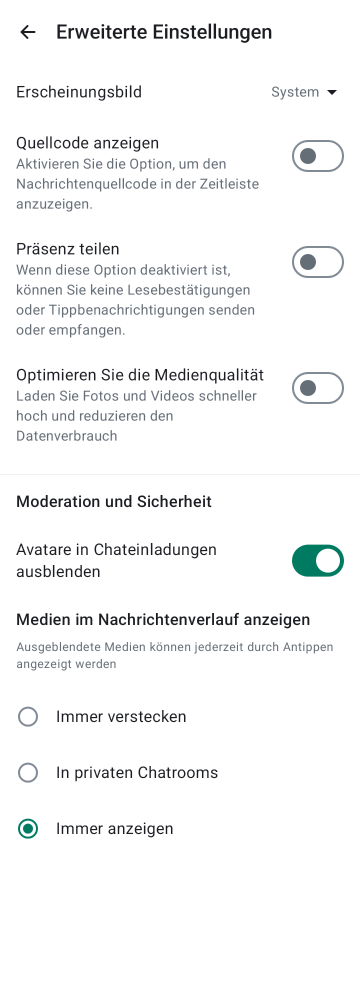 Erweiterte Einstellungen
Erscheinungsbild
System
Quellcode anzeigen
Aktivieren Sie die Option, um den
Nachrichtenquellcode in der Zeitleiste
anzuzeigen.
Präsenz teilen
Wenn diese Option deaktiviert ist,
können Sie keine Lesebestätigungen
oder Tippbenachrichtigungen senden
oder empfangen.
Optimieren Sie die Medienqualität
Laden Sie Fotos und Videos schneller
hoch und reduzieren den
Datenverbrauch
Moderation und Sicherheit
Avatare in Chateinladungen
ausblenden
Medien im Nachrichtenverlauf anzeigen
Ausgeblendete Medien können jederzeit durch Antippen
angezeigt werden
Immer verstecken
In privaten Chatrooms
Immer anzeigen